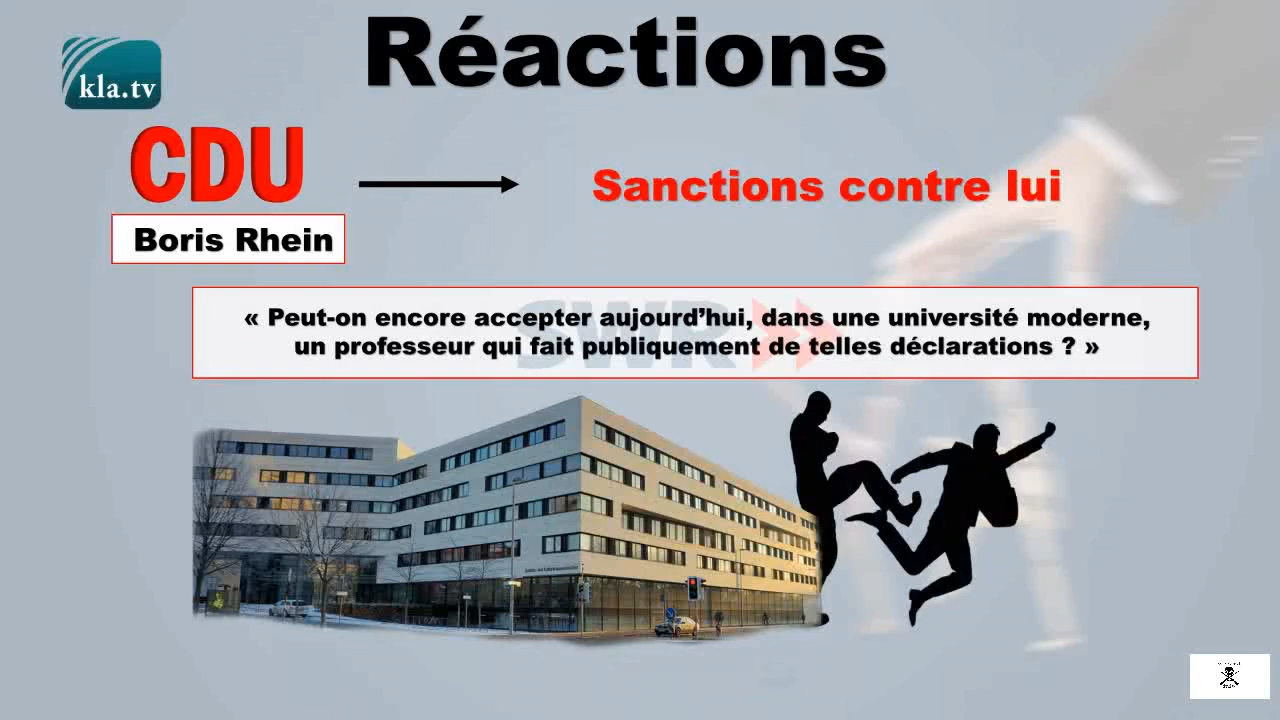 Réactions
kla.tv
CDU
Sanctions contre lui
Boris Rhein
SWR
« Peut-on encore accepter aujourd’hui, dans une université moderne,
un professeur qui fait publiquement de telles déclarations ? »